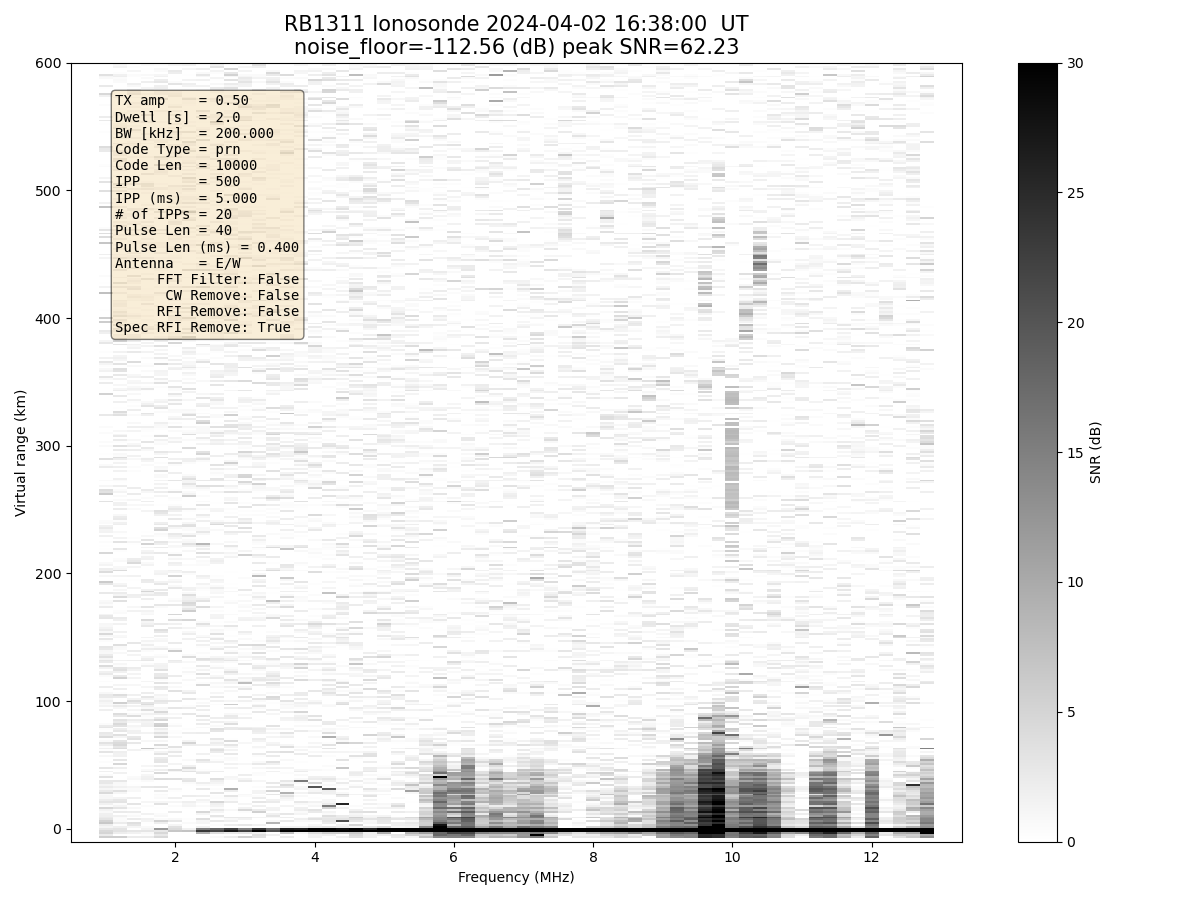 RB1311 Ionosonde 2024-04-02 16:38:00  UT
noise_floor=-112.56 (dB) peak SNR=62.23
600
500
400
300
200
100
0
Virtual range (km)
TX amp    = 0.50
Dwell [s] = 2.0
BW [kHz]  = 200.000
Code Type = prn
Code Len  = 10000
IPP       = 500
IPP (ms)  = 5.000
# of IPPs = 20
Pulse Len = 40
Pulse Len (ms) = 0.400
Antenna   = E/W
FFT Filter: False
CW Remove: False
RFI Remove: False
Spec RFI Remove: True
2 4 6 8 10 12
Frequency (MHz)
30
25
20
15
10
5
0
SNR (dB)